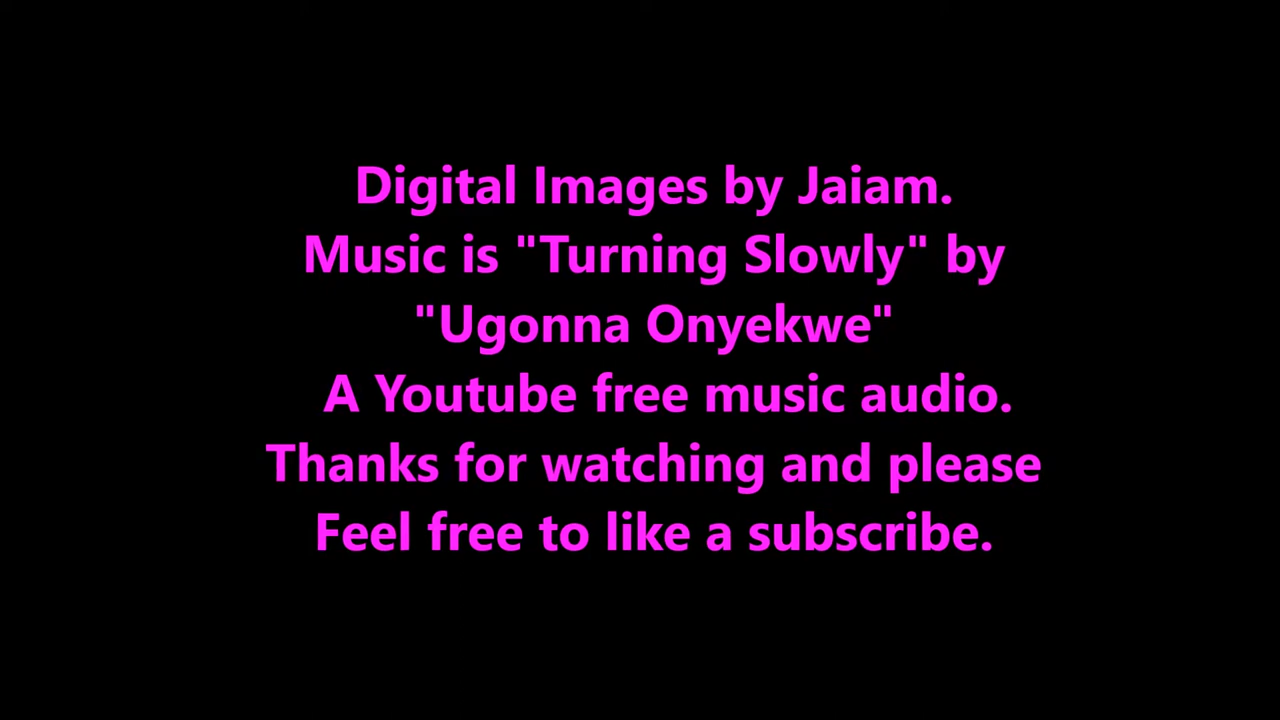 Digital Images by Jaiam.
Music is "Turning Slowly" by
"Ugonna Onyekwe"
A Youtube free music audio.
Thanks for watching and please
Feel free to like a subscribe.